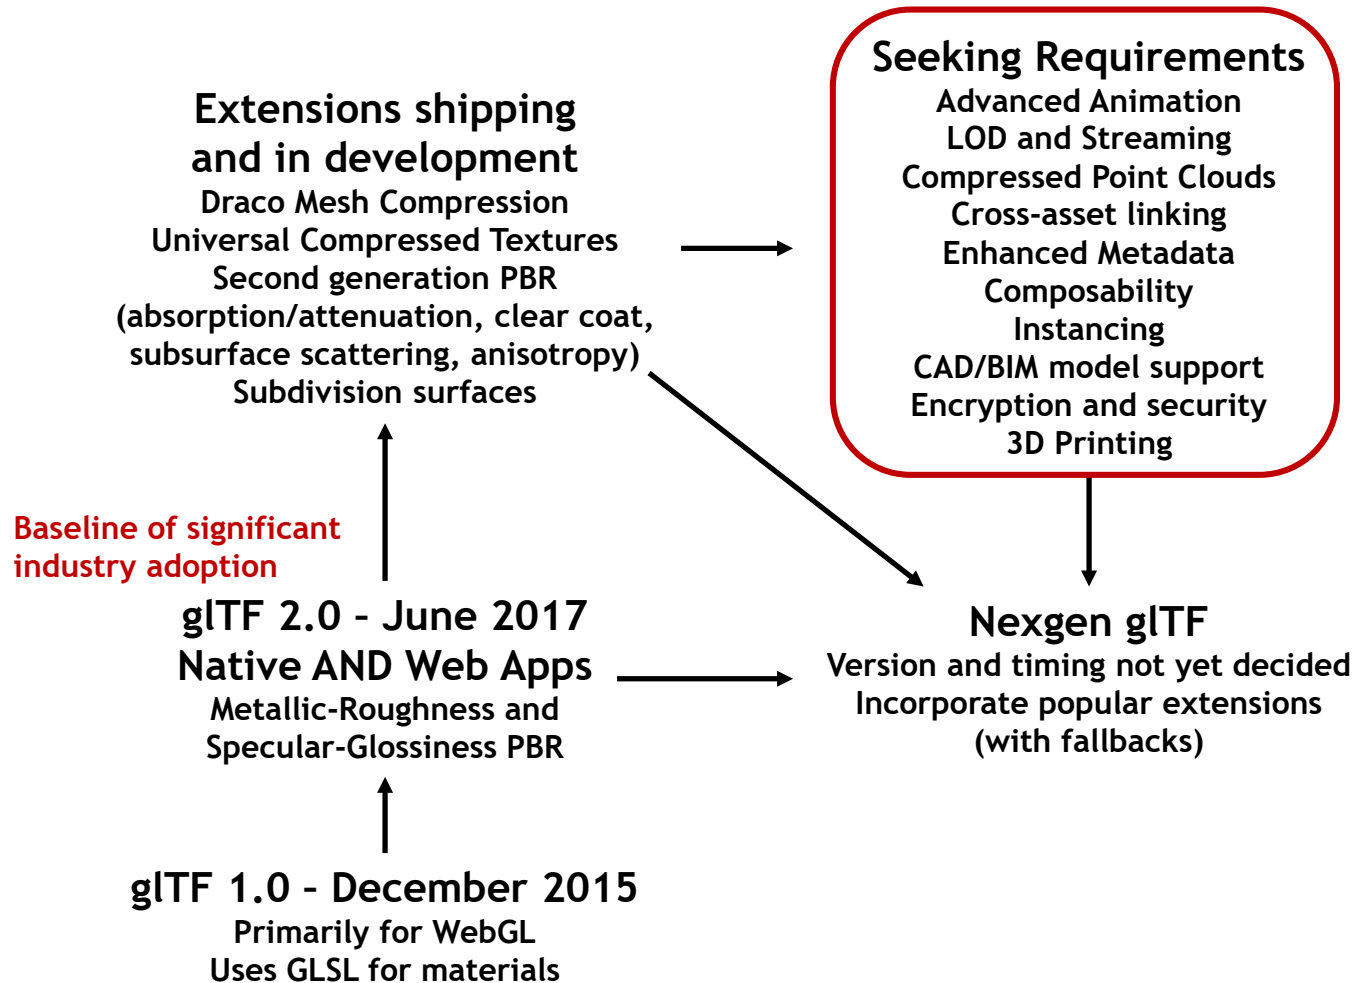 Extensions shipping
and in development
Draco Mesh Compression
Universal Compressed Textures
Second generation PBR
(absorption/attenuation, clear coat,
subsurface scattering, anisotropy)
Subdivision surfaces
Seeking Requirements
Advanced Animation
LOD and Streaming
Compressed Point Clouds
Cross-asset linking
Enhanced Metadata
Composability
Instancing
CAD/BIM model support
Encryption and security
3D Printing
Baseline of significant
industry adoption
glTF 2.0 – June 2017
Native AND Web Apps
Metallic-Roughness and
Specular-Glossiness PBR
Nexgen glTF
Version and timing not yet decided
Incorporate popular extensions
(with fallbacks)
glTF 1.0 – December 2015
Primarily for WebGL
Uses GLSL for materials